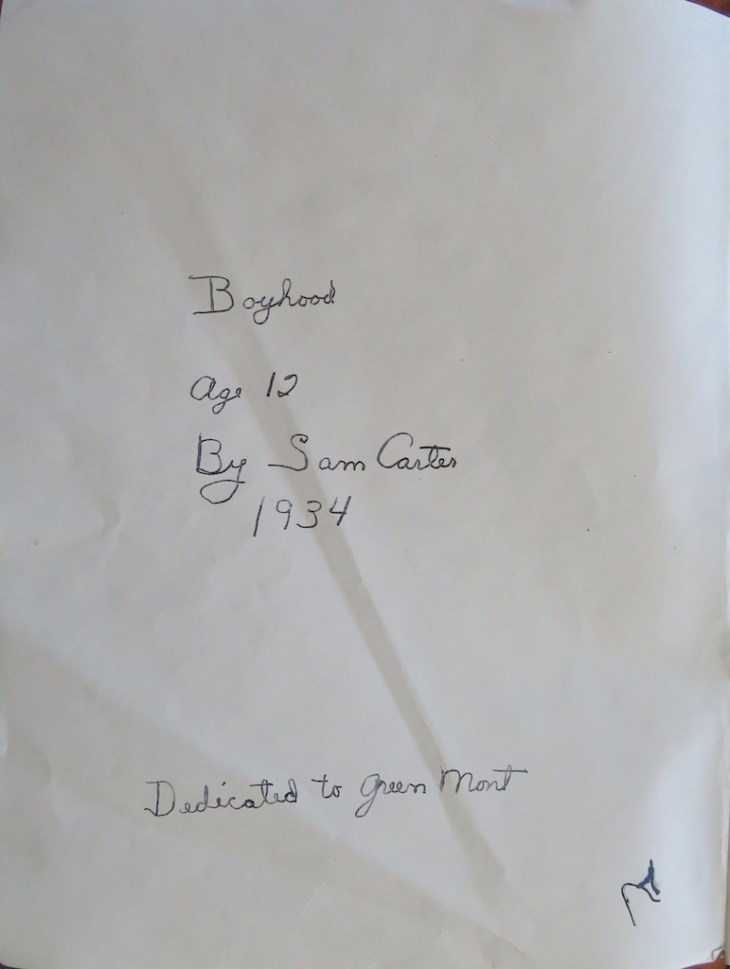 Boyhood
Age 12
By Sam Carter
1934
Dedicated to Green Mont